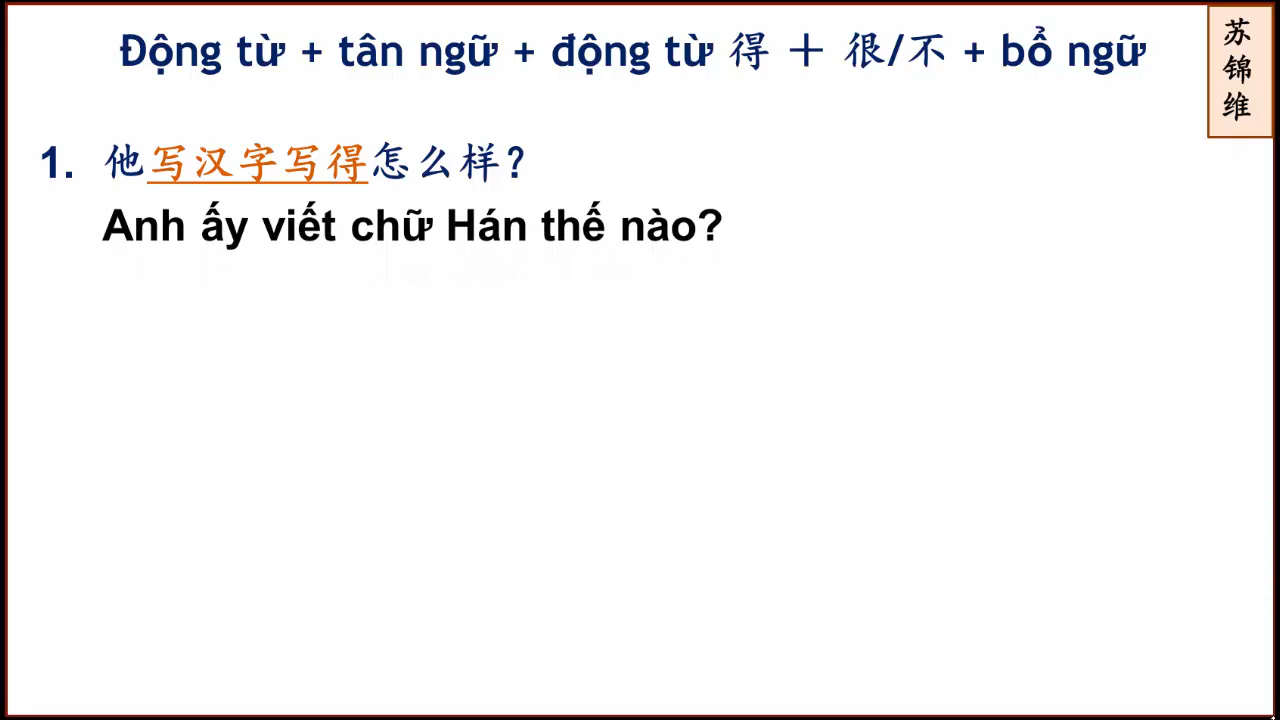 Động từ + tân ngữ + động từ 得 + 很/不 + bổ ngữ
苏
锦
维
1. 他写汉字写得怎么样?
Anh ấy viết chữ Hán thế nào?